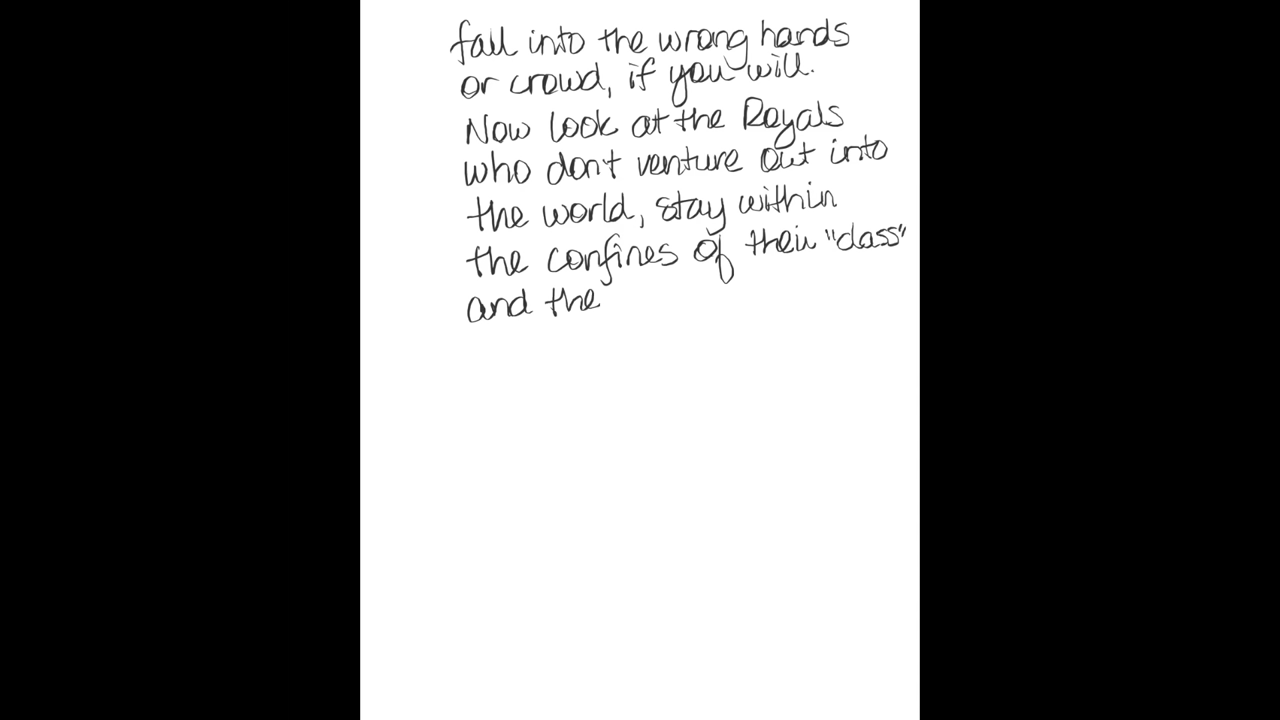 fall into the wrong hands
or crowd, if you will.
Now look at the Royals
who don't venture out into
the world, stay within
the confines of their "class"
and the